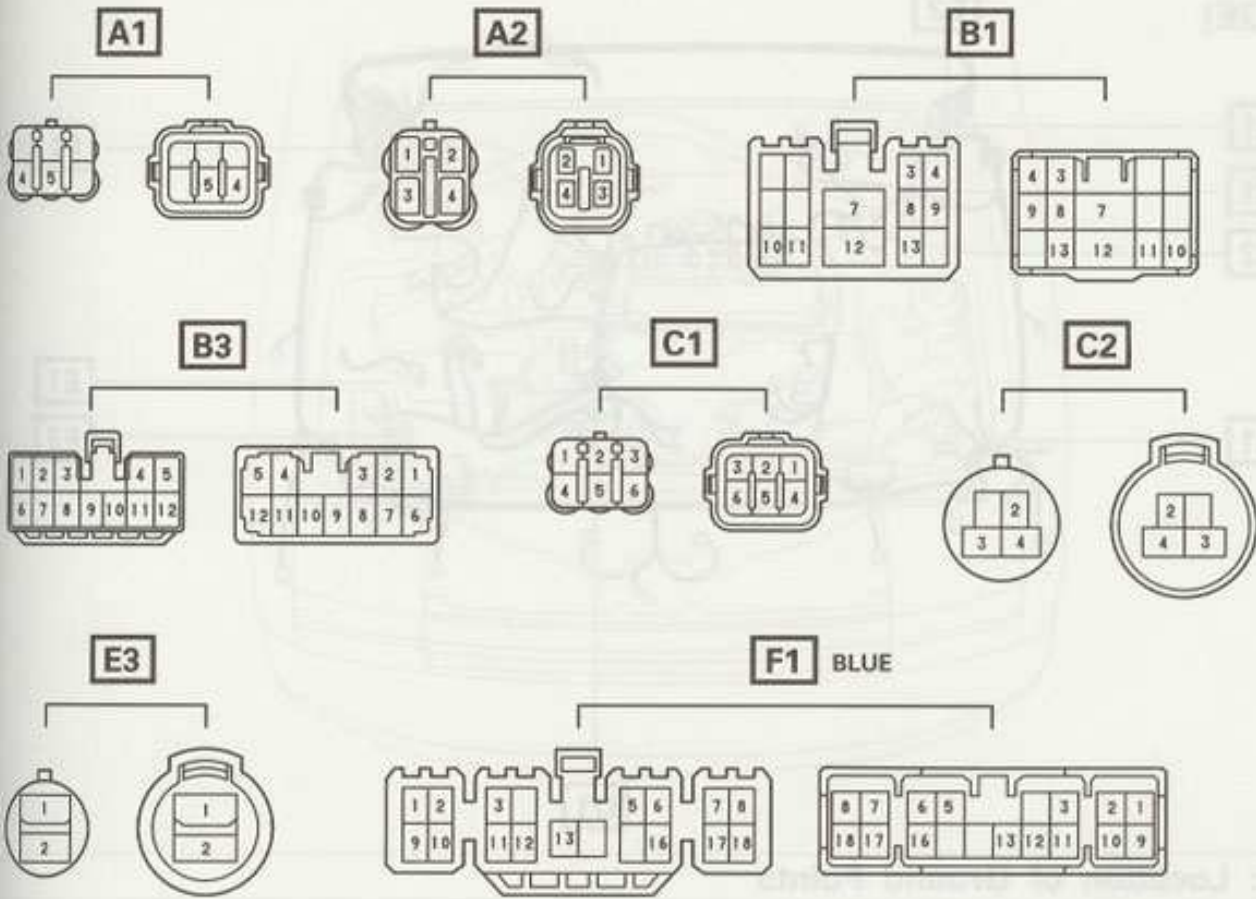 A1 A2 B1
4 5 5 4
1 2 2 1
3 4 4 3
3 4 4 3
7 8 9 9 8 7
10 11 12 13 13 12 11 10
B3 C1 C2
1 2 3 4 5 5 4 3 2 1
6 7 8 9 10 11 12 12 11 10 9 8 7 6
1 2 3 3 2 1
4 5 6 6 5 4
2 2
3 4 4 3
E3 F1 BLUE
1 1
2 2
1 2 3 5 6 7 8 8 7 6 5 3 2 1
9 10 11 12 13 16 17 18 18 17 16 13 12 11 10 9
Location of Ground Points